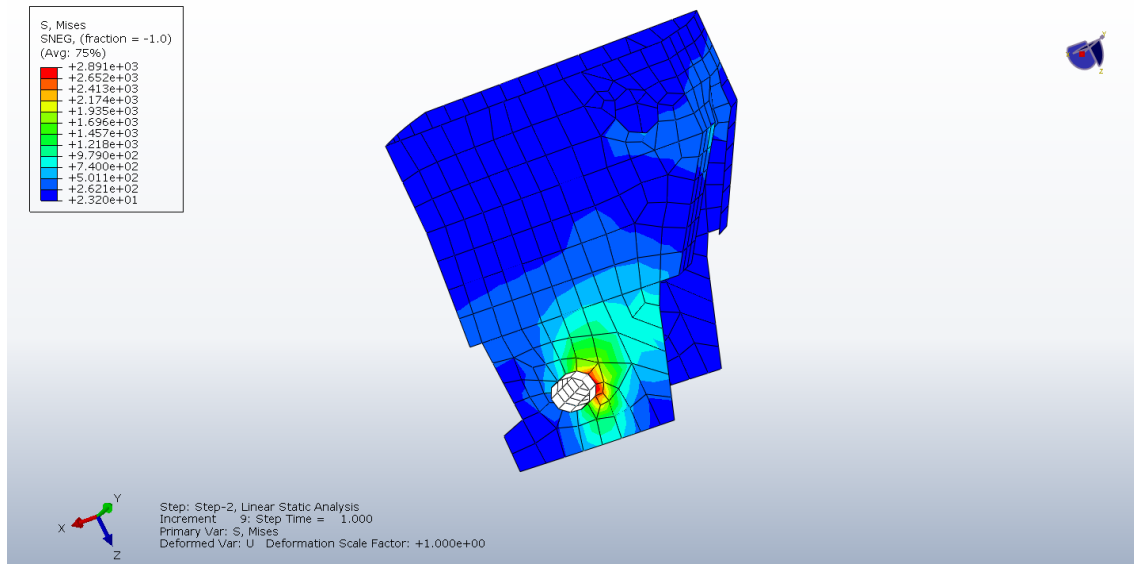 S, Mises
SNEG, (fraction = -1.0)
(Avg: 75%)
+2.891e+03
+2.652e+03
+2.413e+03
+2.174e+03
+1.935e+03
+1.696e+03
+1.457e+03
+1.218e+03
+9.790e+02
+7.400e+02
+5.011e+02
+2.621e+02
+2.320e+01
Y
X
Z
Step: Step-2, Linear Static Analysis
Increment 9: Step Time = 1.000
Primary Var: S, Mises
Deformed Var: U Deformation Scale Factor: +1.000e+00